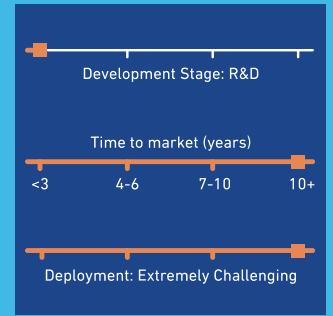 Development Stage: R&D
Time to market (years)
<3 4-6 7-10 10+
Deployment: Extremely Challenging